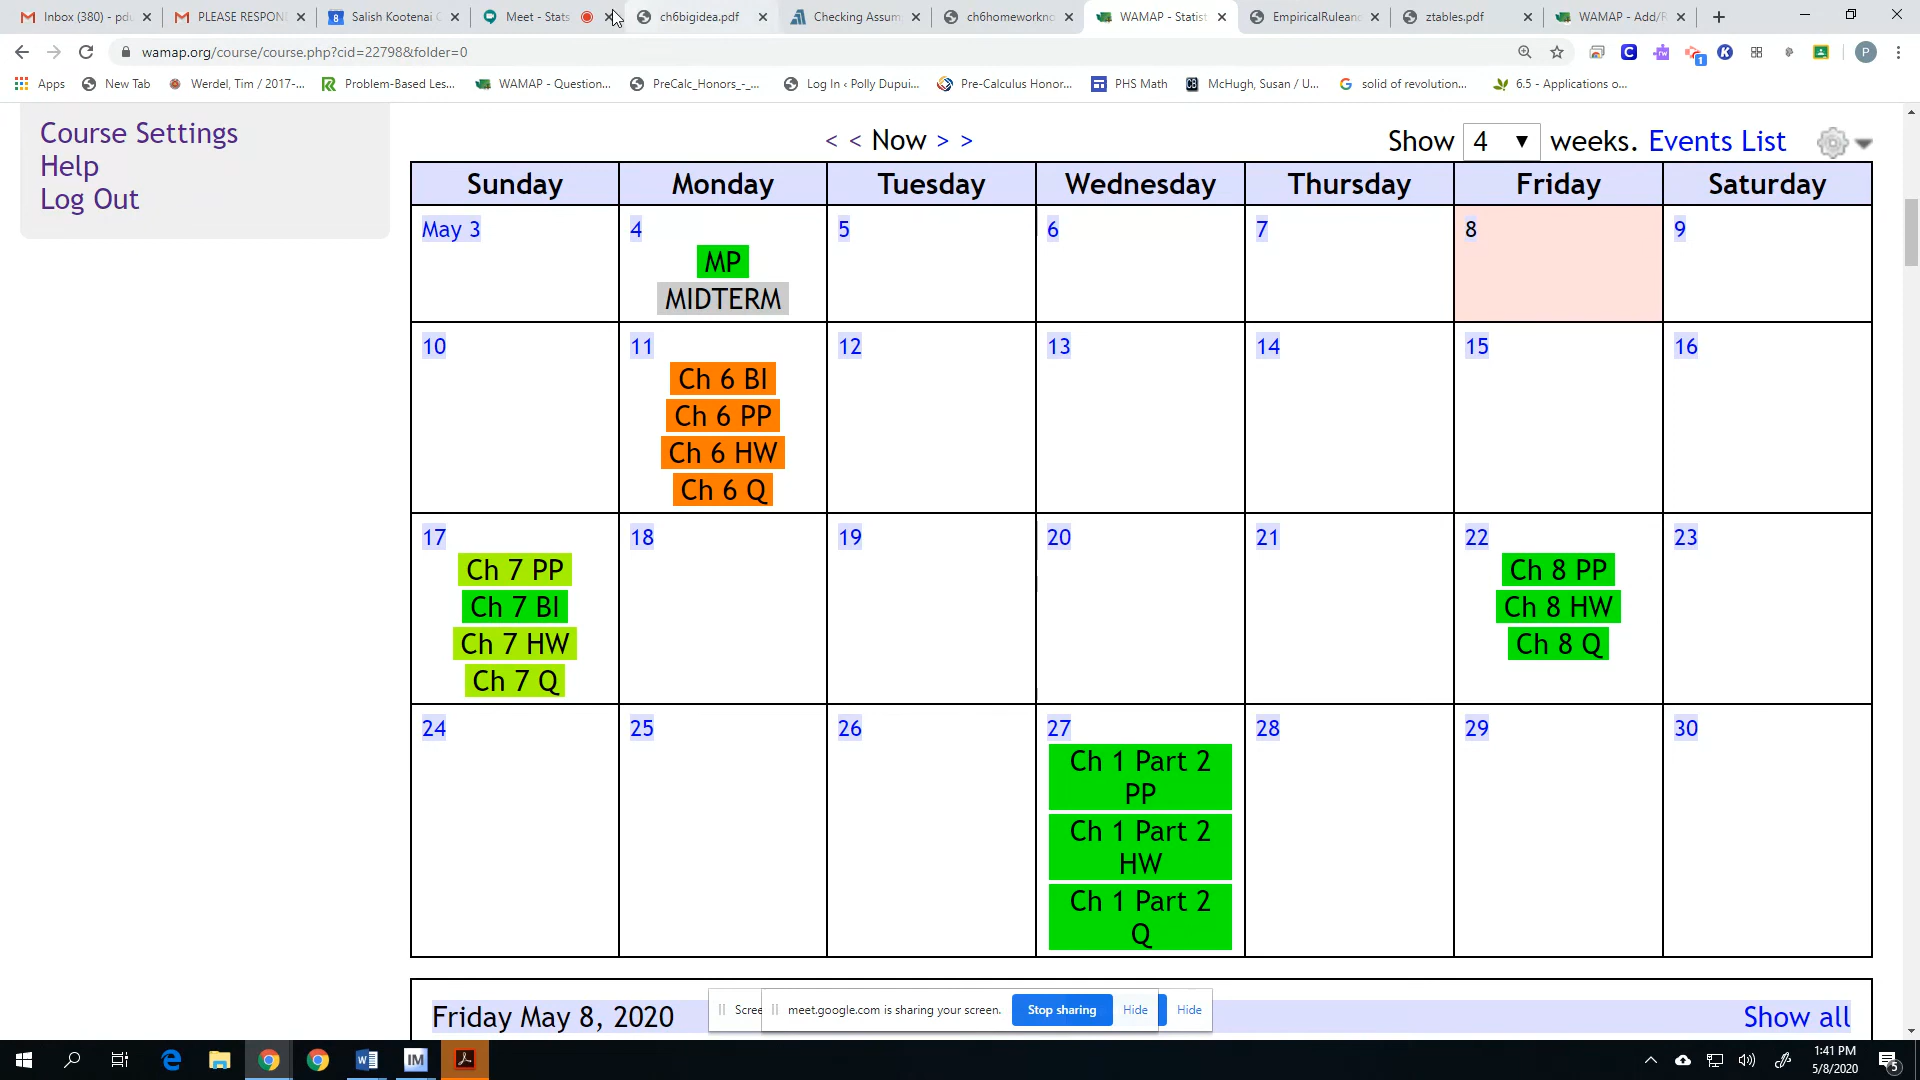 Inbox (380) - pdu
PLEASE RESPON
Salish Kootenai C
Meet - Stats
ch6bigidea.pdf
Checking Assum
ch6homeworkno
WAMAP - Statist
EmpiricalRulean
ztables.pdf
WAMAP - Add/R
wamap.org/course/course.php?cid=22798&folder=0
Apps
New Tab
Werdel, Tim / 2017-...
Problem-Based Les...
WAMAP - Question...
PreCalc_Honors_-_...
Log In ‹ Polly Dupui...
Pre-Calculus Honor...
PHS Math
McHugh, Susan / U...
solid of revolution...
6.5 - Applications o...
Course Settings
Help
Log Out
< < Now > >
Show 4 weeks. Events List
Sunday Monday Tuesday Wednesday Thursday Friday Saturday
May 3 4 5 6 7 8 9
MP
MIDTERM
10 11 12 13 14 15 16
Ch 6 BI
Ch 6 PP
Ch 6 HW
Ch 6 Q
17 18 19 20 21 22 23
Ch 7 PP Ch 8 PP
Ch 7 BI Ch 8 HW
Ch 7 HW Ch 8 Q
Ch 7 Q
24 25 26 27 28 29 30
Ch 1 Part 2
PP
Ch 1 Part 2
HW
Ch 1 Part 2
Q
Friday May 8, 2020
Show all
Scree
meet.google.com is sharing your screen.
Stop sharing
Hide
Hide
1:41 PM
5/8/2020